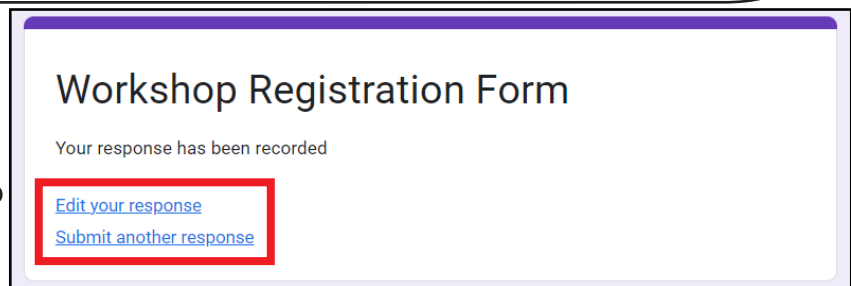 Workshop Registration Form
Your response has been recorded
Edit your response
Submit another response